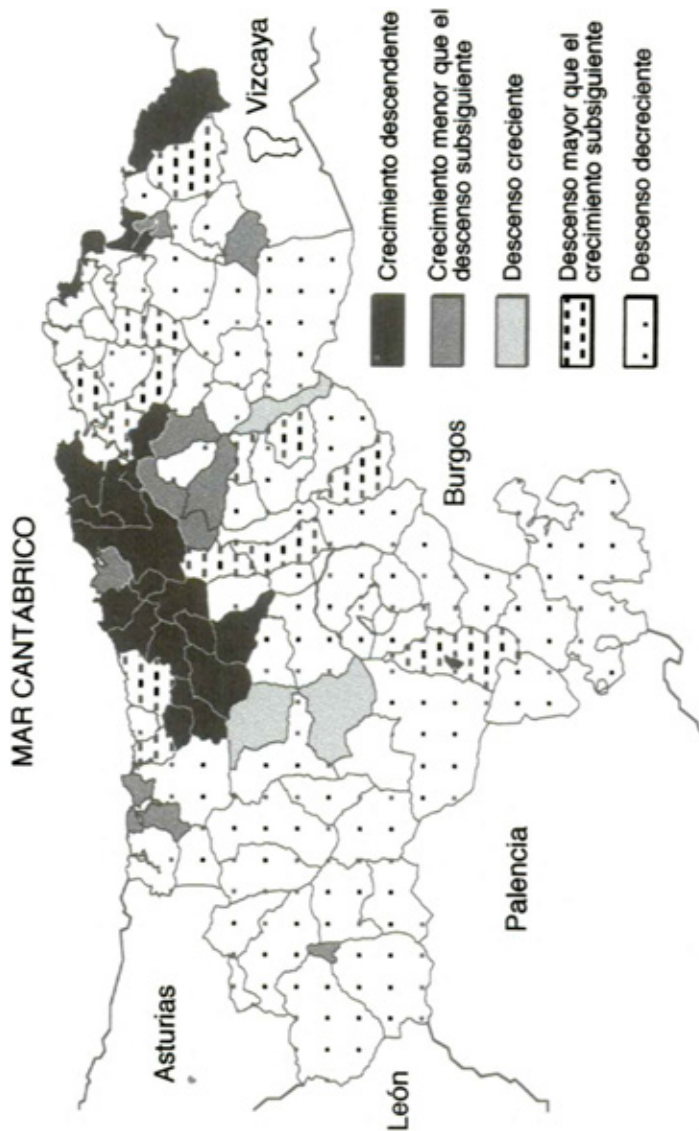 MAR CANTÁBRICO
Asturias
León
Palencia
Burgos
Vizcaya
Crecimiento descendente
Crecimiento menor que el
descenso subsiguiente
Descenso creciente
Descenso mayor que el
crecimiento subsiguiente
Descenso decreciente